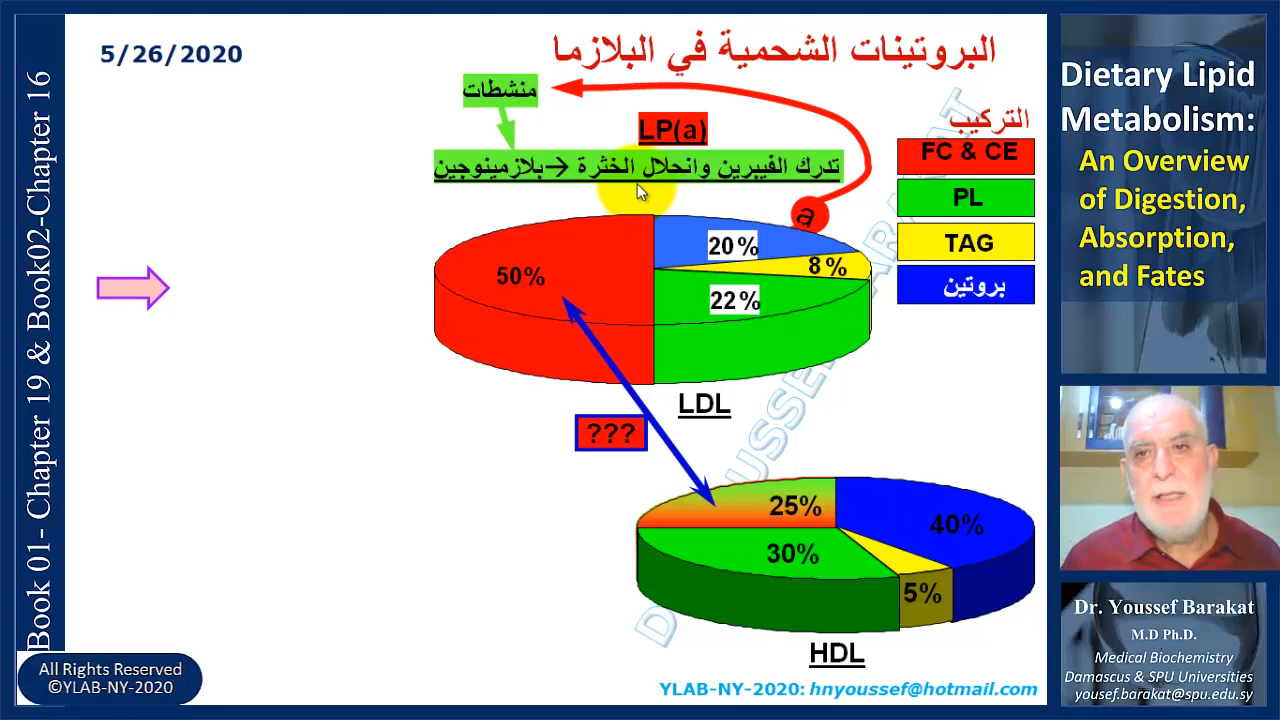 Book 01- Chapter 19 & Book02-Chapter 16
5/26/2020
البروتينات الشحمية في البلازما
منشطات
LP(a)
تدرك الفيبرين وانحلال الخثرة → بلازمينوجين
a
التركيب
FC & CE
PL
TAG
بروتين
50%
20%
8%
22%
LDL
???
25%
40%
30%
5%
HDL
All Rights Reserved
©YLAB-NY-2020
YLAB-NY-2020: hnyoussef@hotmail.com
Dietary Lipid
Metabolism:
An Overview
of Digestion,
Absorption,
and Fates
Dr. Youssef Barakat
M.D Ph.D.
Medical Biochemistry
Damascus & SPU Universities
yousef.barakat@spu.edu.sy